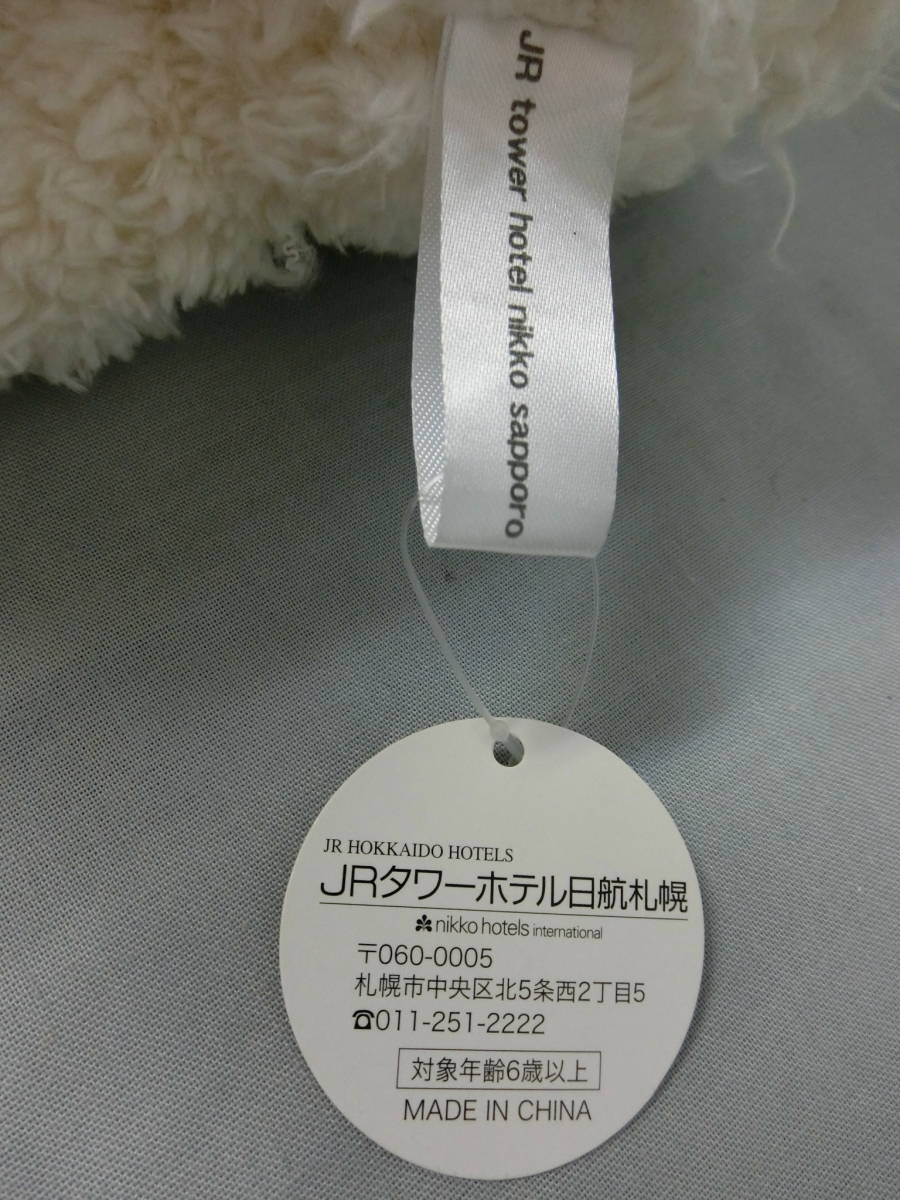 JR tower hotel nikko sapporo
JR HOKKAIDO HOTELS
JRタワーホテル日航札幌
nikko hotels international
〒060-0005
札幌市中央区北5条西2丁目5
☎011-251-2222
対象年齢6歳以上
MADE IN CHINA